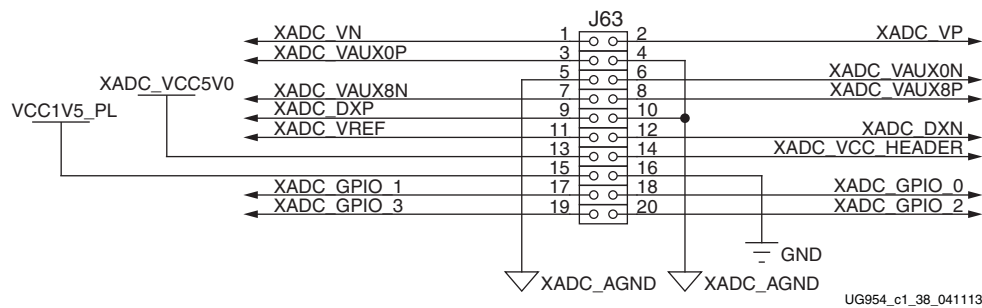 J63
XADC_VN 1 2 XADC_VP
XADC_VAUX0P 3 4
5 6 XADC_VAUX0N
XADC_VCC5V0
XADC_VAUX8N 7 8 XADC_VAUX8P
VCC1V5_PL
XADC_DXP 9 10
XADC_VREF 11 12 XADC_DXN
13 14 XADC_VCC_HEADER
15 16
XADC_GPIO_1 17 18 XADC_GPIO_0
XADC_GPIO_3 19 20 XADC_GPIO_2
GND
XADC_AGND XADC_AGND
UG954_c1_38_041113